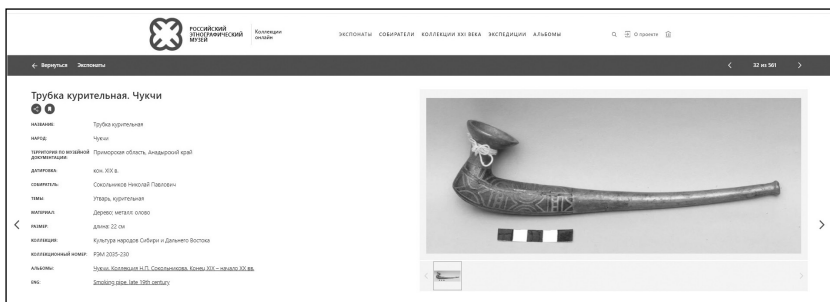 РОССИЙСКИЙ
ЭТНОГРАФИЧЕСКИЙ
МУЗЕЙ
Коллекции
онлайн
ЭКСПОНАТЫ СОБИРАТЕЛИ КОЛЛЕКЦИИ XXI ВЕКА ЭКСПЕДИЦИИ АЛЬБОМЫ
О проекте
← Вернуться Экспонаты
32 из 561
Трубка курительная. Чукчи
НАЗВАНИЕ: Трубка курительная
НАРОД: Чукчи
ТЕРРИТОРИЯ ПО МУЗЕЙНОЙ ДОКУМЕНТАЦИИ: Приморская область, Анадырский край
ДАТИРОВКА: кон. XIX в.
СОБИРАТЕЛЬ: Сокольников Николай Павлович
ТЕМЫ: Утварь, курительная
МАТЕРИАЛ: Дерево; металл: олово
РАЗМЕР: длина: 22 см
КОЛЛЕКЦИЯ: Культура народов Сибири и Дальнего Востока
КОЛЛЕКЦИОННЫЙ НОМЕР: РЭМ 2035-230
АЛЬБОМЫ: Чукчи. Коллекция Н.П. Сокольникова. Конец XIX – начало XX вв.
ENG: Smoking pipe, late 19th century